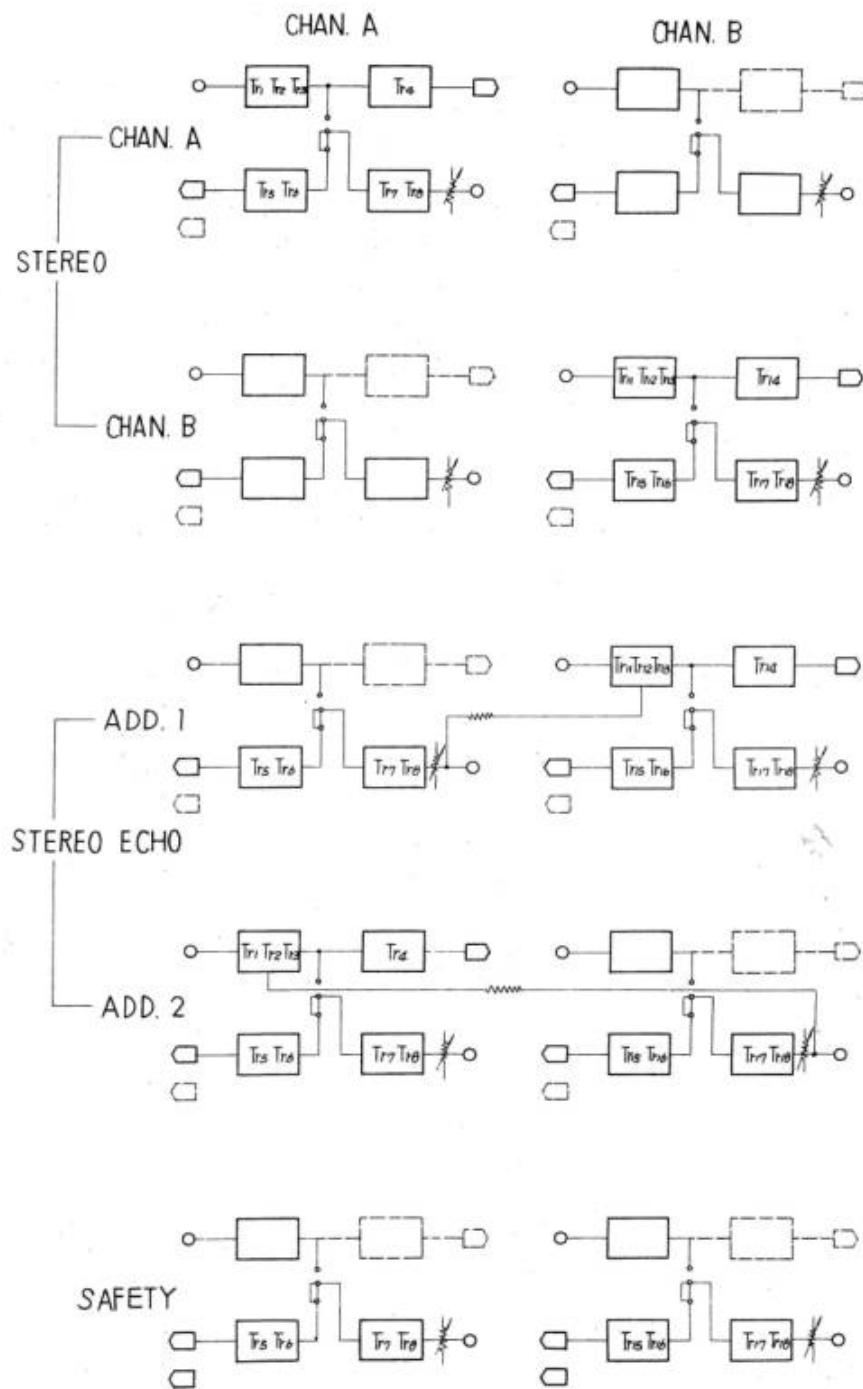 CHAN. A CHAN. B
Tr1 Tr2 Tr3 Tr4
CHAN. A
Tr5 Tr6 Tr7 Tr8
STEREO
Tr11 Tr12 Tr13 Tr14
CHAN. B
Tr15 Tr16 Tr17 Tr18
Tr11 Tr12 Tr13 Tr14
ADD. 1
Tr5 Tr6 Tr7 Tr8 Tr15 Tr16 Tr17 Tr18
STEREO ECHO
Tr1 Tr2 Tr3 Tr4
ADD. 2
Tr5 Tr6 Tr7 Tr8 Tr15 Tr16 Tr17 Tr18
SAFETY
Tr5 Tr6 Tr7 Tr8 Tr15 Tr16 Tr17 Tr18